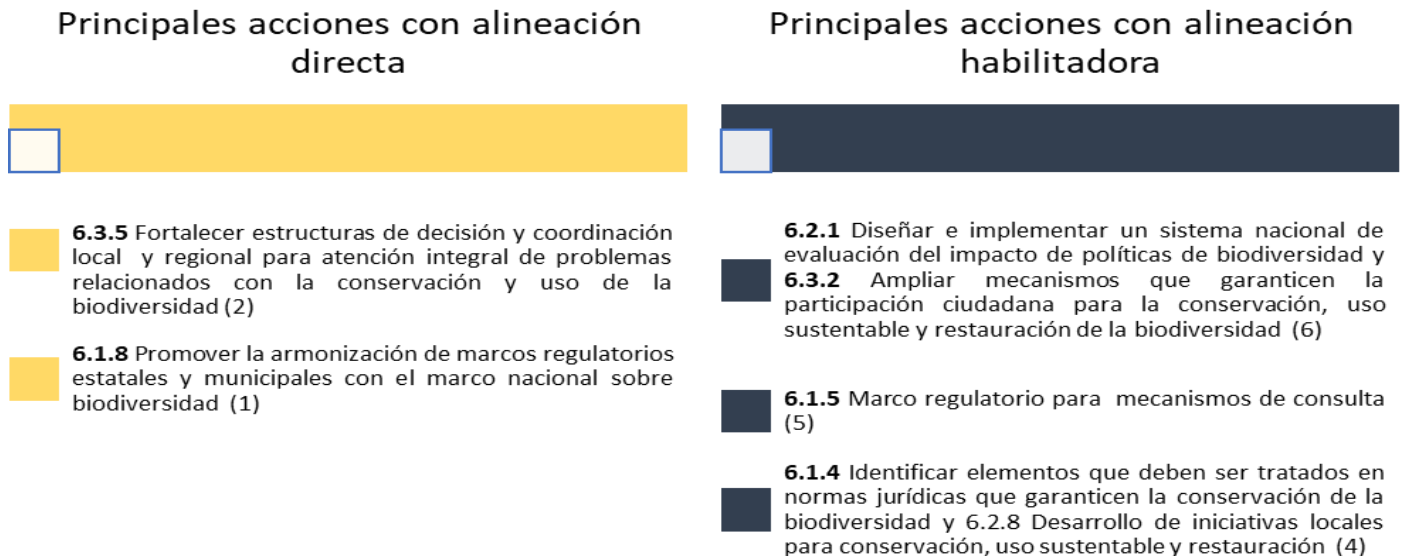 Principales acciones con alineación
directa
6.3.5 Fortalecer estructuras de decisión y coordinación
local y regional para atención integral de problemas
relacionados con la conservación y uso de la
biodiversidad (2)
6.1.8 Promover la armonización de marcos regulatorios
estatales y municipales con el marco nacional sobre
biodiversidad (1)
Principales acciones con alineación
habilitadora
6.2.1 Diseñar e implementar un sistema nacional de
evaluación del impacto de políticas de biodiversidad y
6.3.2 Ampliar mecanismos que garanticen la
participación ciudadana para la conservación, uso
sustentable y restauración de la biodiversidad (6)
6.1.5 Marco regulatorio para mecanismos de consulta
(5)
6.1.4 Identificar elementos que deben ser tratados en
normas jurídicas que garanticen la conservación de la
biodiversidad y 6.2.8 Desarrollo de iniciativas locales
para conservación, uso sustentable y restauración (4)